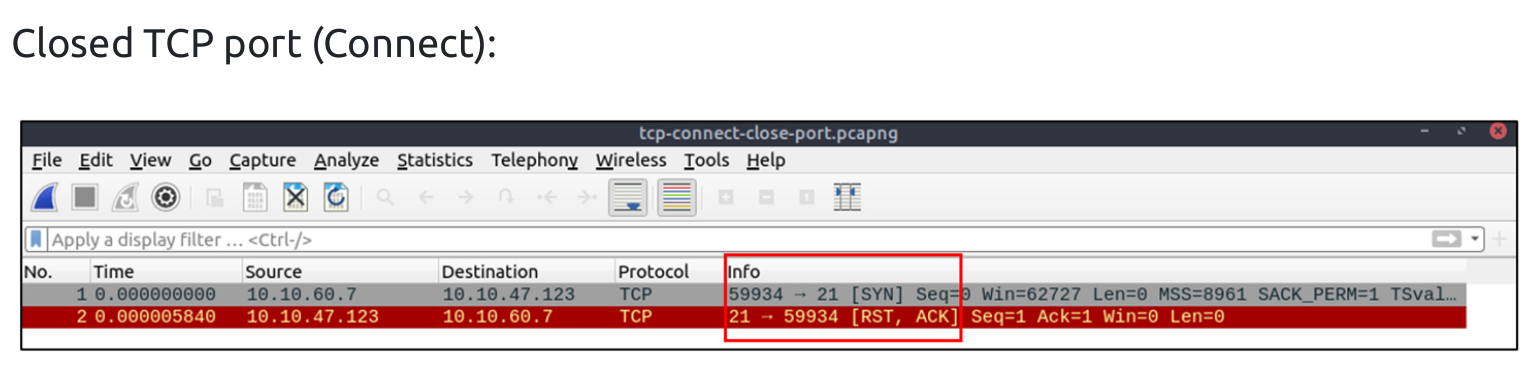 Closed TCP port (Connect):
tcp-connect-close-port.pcapng
File Edit View Go Capture Analyze Statistics Telephony Wireless Tools Help
Apply a display filter … <Ctrl-/>
No. Time Source Destination Protocol Info
1 0.000000000 10.10.60.7 10.10.47.123 TCP 59934 → 21 [SYN] Seq=0 Win=62727 Len=0 MSS=8961 SACK_PERM=1 TSval…
2 0.000005840 10.10.47.123 10.10.60.7 TCP 21 → 59934 [RST, ACK] Seq=1 Ack=1 Win=0 Len=0